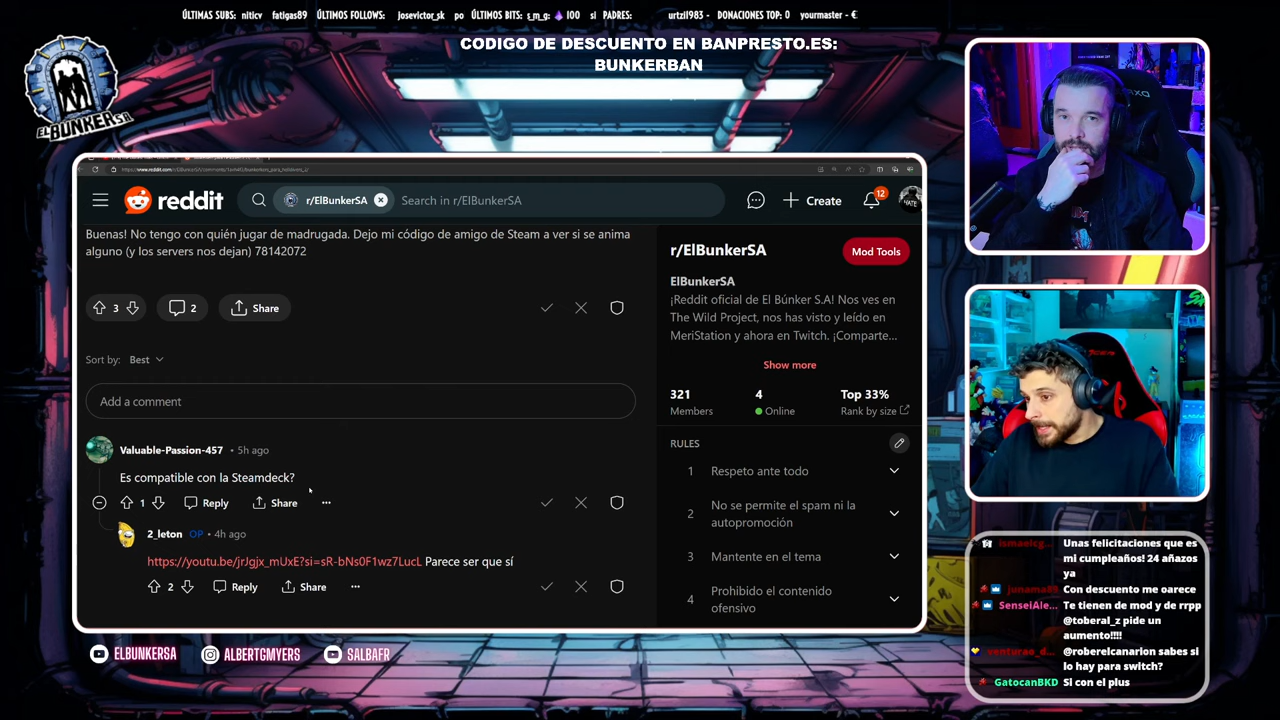 ÚLTIMAS SUBS: niticv fatigas89 ÚLTIMOS FOLLOWS: josevictor_sk po ÚLTIMOS BITS: s_m_g: 100 si PADRES: urtzi1983 - DONACIONES TOP: 0 yourmaster - €
CODIGO DE DESCUENTO EN BANPRESTO.ES:
BUNKERBAN
ELBUNKER S.A.
reddit
r/ElBunkerSA
Search in r/ElBunkerSA
Create
12
Buenas! No tengo con quién jugar de madrugada. Dejo mi código de amigo de Steam a ver si se anima
alguno (y los servers nos dejan) 78142072
3
2
Share
Sort by: Best
Add a comment
Valuable-Passion-457 • 5h ago
Es compatible con la Steamdeck?
1
Reply
Share
2_leton OP • 4h ago
https://youtu.be/jrJgjx_mUxE?si=sR-bNs0F1wz7LucL Parece ser que sí
2
Reply
Share
r/ElBunkerSA
Mod Tools
ElBunkerSA
¡Reddit oficial de El Búnker S.A! Nos ves en
The Wild Project, nos has visto y leído en
MeriStation y ahora en Twitch. ¡Comparte...
Show more
321
4
Top 33%
Members
Online
Rank by size
RULES
1 Respeto ante todo
2 No se permite el spam ni la
autopromoción
3 Mantente en el tema
4 Prohibido el contenido
ofensivo
ELBUNKERSA
ALBERTGMYERS
SALBAFR
Unas felicitaciones que es
mi cumpleaños! 24 añazos
ya
junama89 Con descuento me oarece
SenseiAle... Te tienen de mod y de rrpp
@toberal_z pide un
aumento!!!!
venturao_d... @roberelcanarion sabes si
lo hay para switch?
GatocanBKD Si con el plus